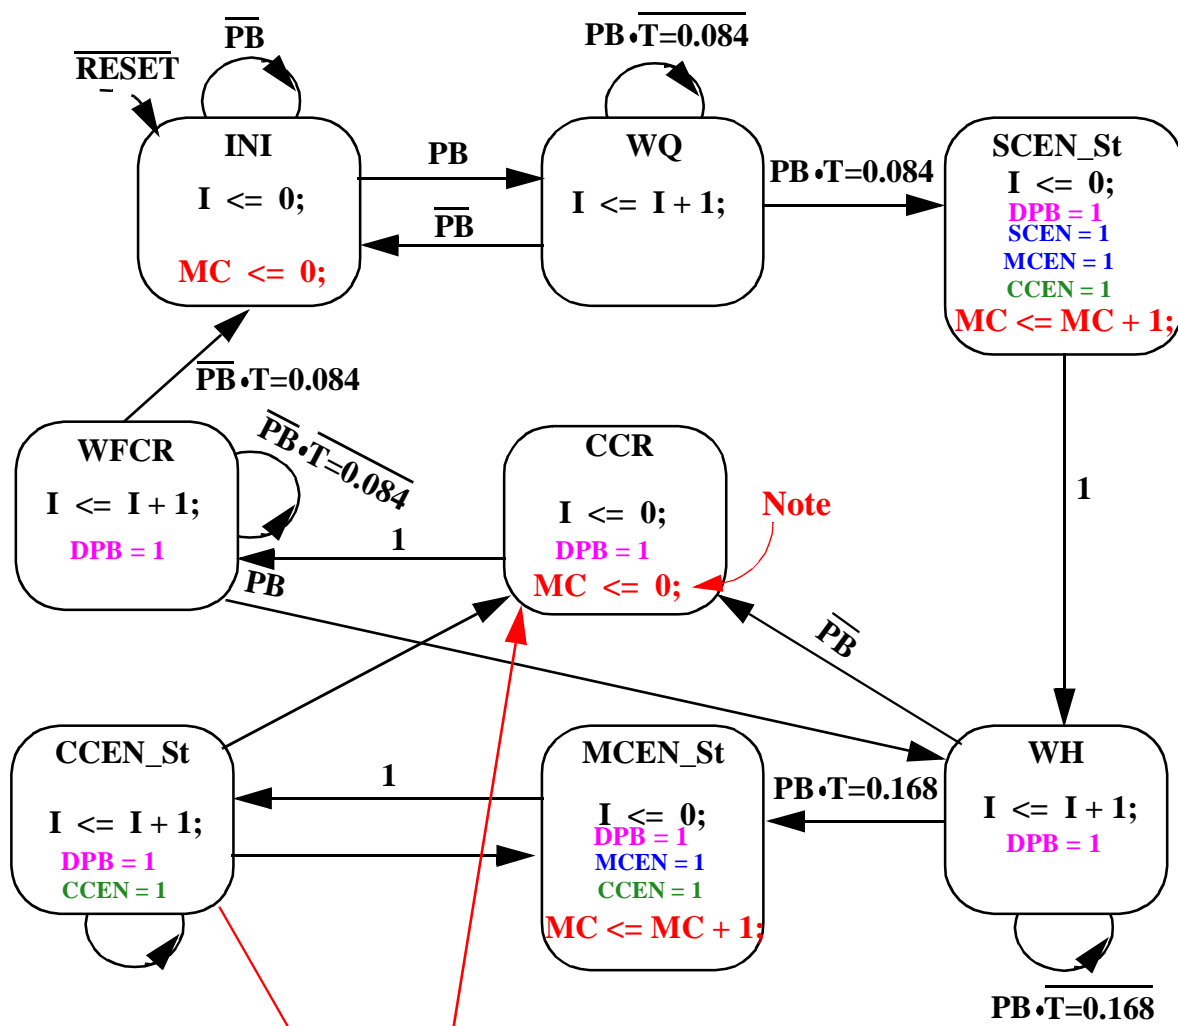 PB
PB•T=0.084
RESET
INI
I <= 0;
MC <= 0;
PB
PB
WQ
I <= I + 1;
PB•T=0.084
SCEN_St
I <= 0;
DPB = 1
SCEN = 1
MCEN = 1
CCEN = 1
MC <= MC + 1;
PB•T=0.084
WFCR
I <= I + 1;
DPB = 1
PB•T=0.084
1
PB
CCR
I <= 0;
DPB = 1
MC <= 0;
Note
1
PB
CCEN_St
I <= I + 1;
DPB = 1
CCEN = 1
1
MCEN_St
I <= 0;
DPB = 1
MCEN = 1
CCEN = 1
MC <= MC + 1;
PB•T=0.168
WH
I <= I + 1;
DPB = 1
PB•T=0.168